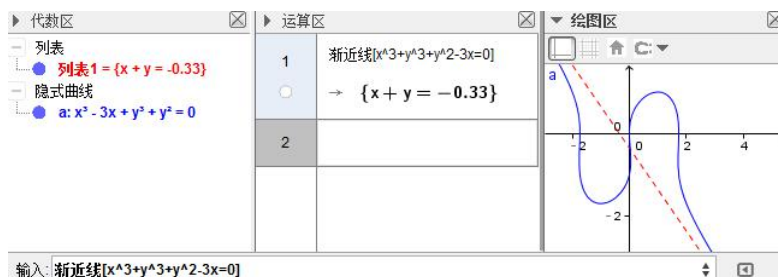 代数区
列表
列表1 = {x + y = -0.33}
隐式曲线
a: x³ - 3x + y³ + y² = 0
运算区
1
渐近线[x^3+y^3+y^2-3x=0]
→ {x + y = −0.33}
2
绘图区
a
0
-2
0
2
4
-2
输入: 渐近线[x^3+y^3+y^2-3x=0]